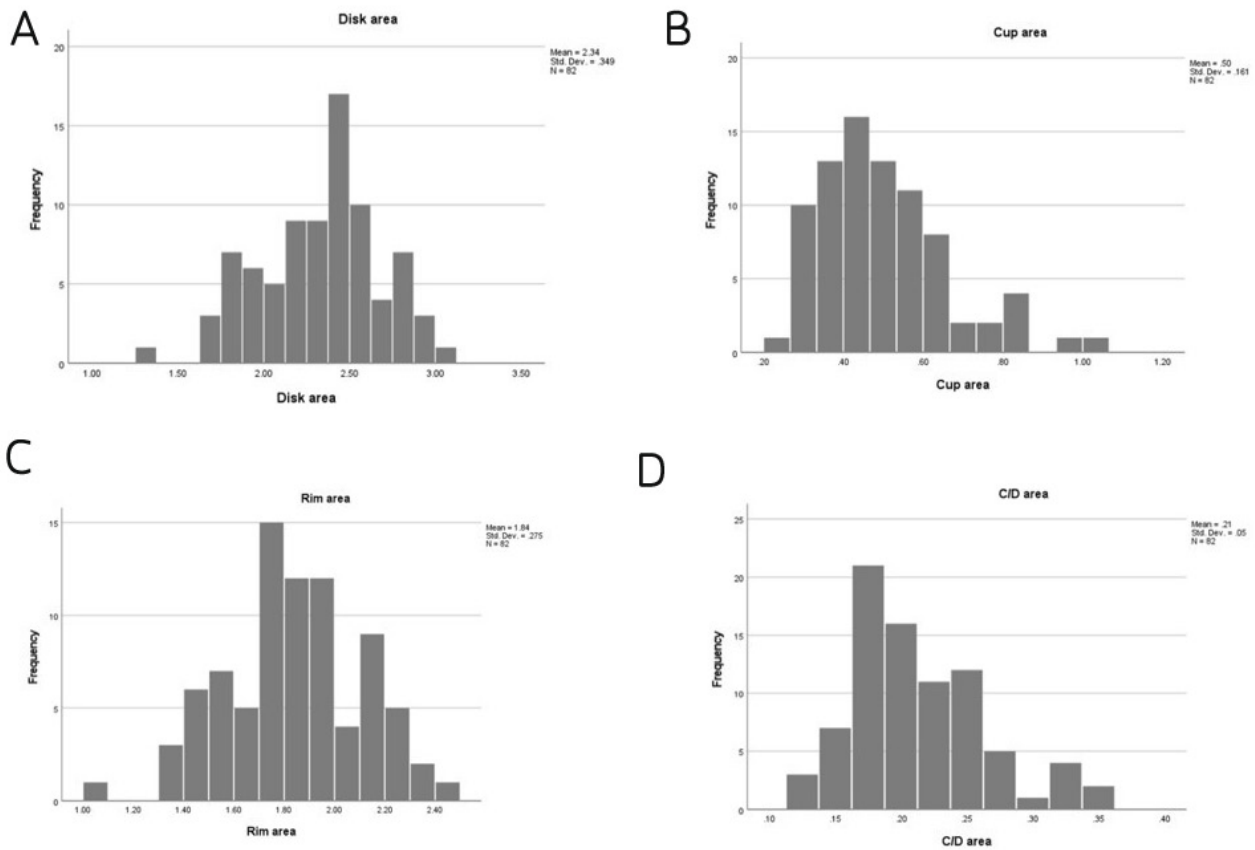 A
Disk area
Mean = 2.34
Std. Dev. = .349
N = 82
20
15
10
5
0
Frequency
1.00 1.50 2.00 2.50 3.00 3.50
Disk area
B
Cup area
Mean = .50
Std. Dev. = .161
N = 82
20
15
10
5
0
Frequency
.20 .40 .60 .80 1.00 1.20
Cup area
C
Rim area
Mean = 1.84
Std. Dev. = .275
N = 82
15
10
5
0
Frequency
1.00 1.20 1.40 1.60 1.80 2.00 2.20 2.40
Rim area
D
C/D area
Mean = .21
Std. Dev. = .05
N = 82
25
20
15
10
5
0
Frequency
.10 .15 .20 .25 .30 .35 .40
C/D area